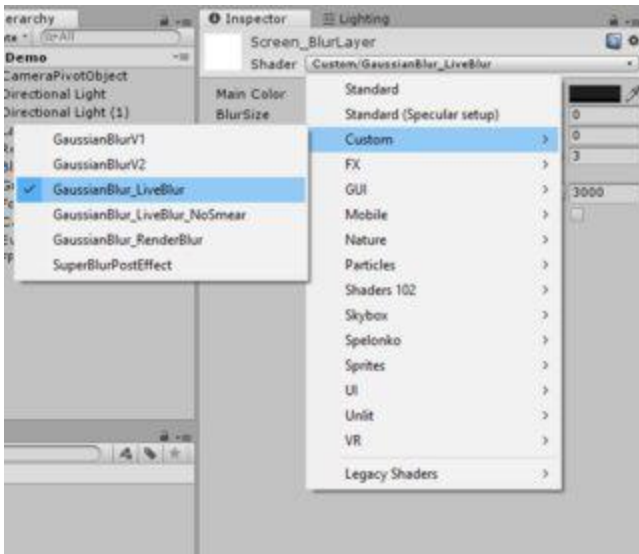 erarchy
Inspector
Lighting
Q▾All
Demo
CameraPivotObject
Directional Light
Directional Light (1)
Screen_BlurLayer
Shader
Custom/GaussianBlur_LiveBlur
Main Color
BlurSize
0
0
3
3000
Standard
Standard (Specular setup)
Custom
FX
GUI
Mobile
Nature
Particles
Shaders 102
Skybox
Spelonko
Sprites
UI
Unlit
VR
Legacy Shaders
GaussianBlurV1
GaussianBlurV2
GaussianBlur_LiveBlur
GaussianBlur_LiveBlur_NoSmear
GaussianBlur_RenderBlur
SuperBlurPostEffect